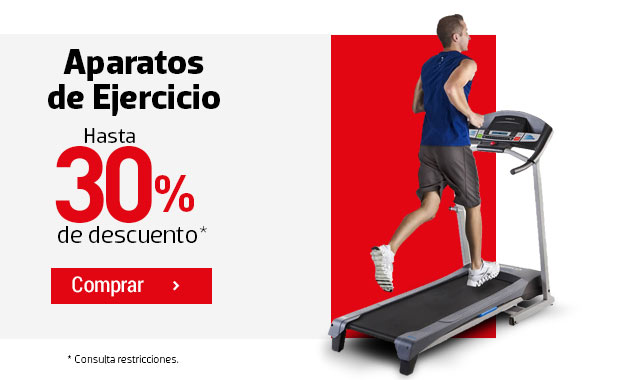 Aparatos
de Ejercicio
Hasta
30%
de descuento*
Comprar >
* Consulta restricciones.